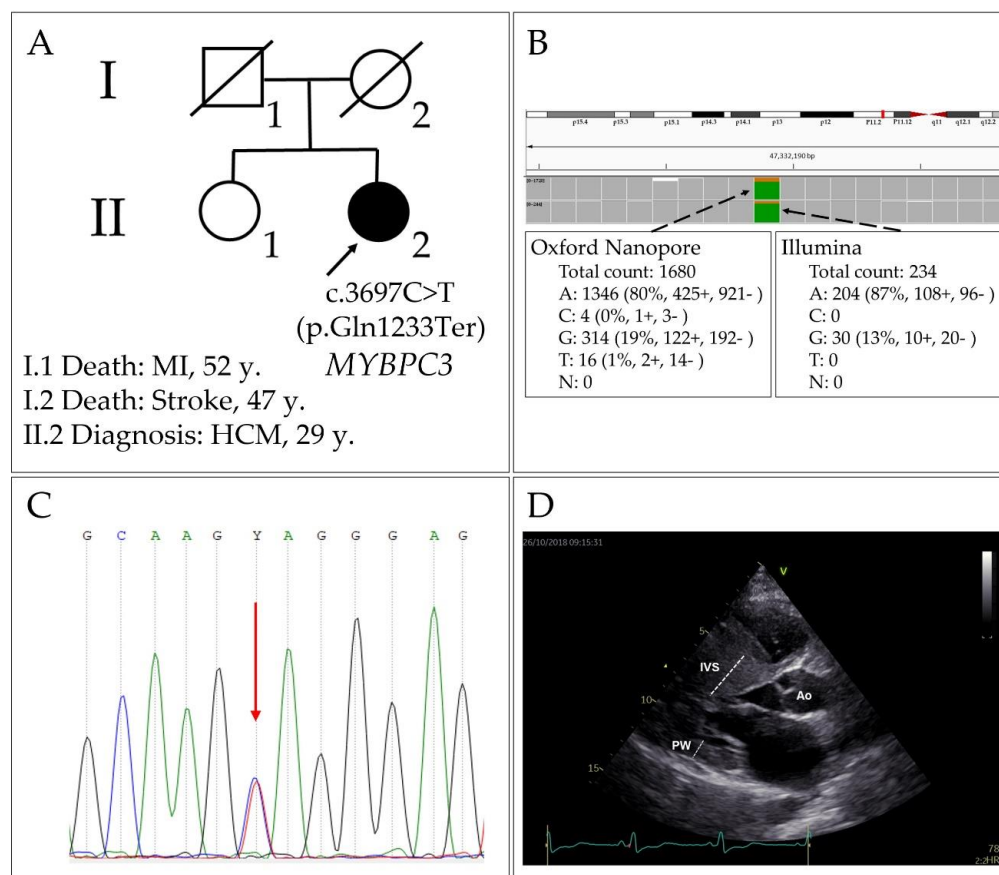 A
I
1
2
II
1
2
c.3697C>T
(p.Gln1233Ter)
MYBPC3
I.1 Death: MI, 52 y.
I.2 Death: Stroke, 47 y.
II.2 Diagnosis: HCM, 29 y.
B
p15.4 p15.3 p15.1 p14.3 p14.1 p13 p12 P11.2 P11.12 q11 q12.1 q12.2
47,332,190 bp
Oxford Nanopore
Total count: 1680
A: 1346 (80%, 425+, 921- )
C: 4 (0%, 1+, 3- )
G: 314 (19%, 122+, 192- )
T: 16 (1%, 2+, 14- )
N: 0
Illumina
Total count: 234
A: 204 (87%, 108+, 96- )
C: 0
G: 30 (13%, 10+, 20- )
T: 0
N: 0
C
G C A A G Y A G G G A G
D
26/10/2018 09:15:31
V
5
IVS
10
Ao
PW
15
78
HR